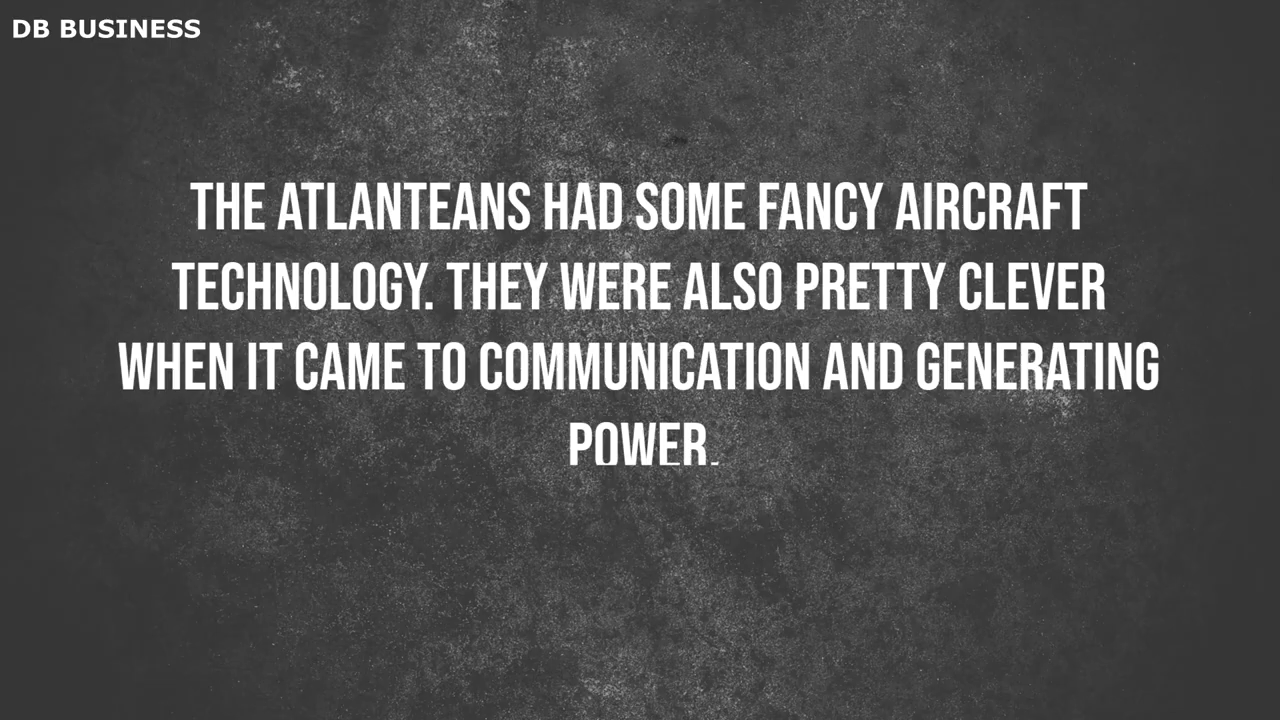 DB BUSINESS
THE ATLANTEANS HAD SOME FANCY AIRCRAFT
TECHNOLOGY. THEY WERE ALSO PRETTY CLEVER
WHEN IT CAME TO COMMUNICATION AND GENERATING
POWER.